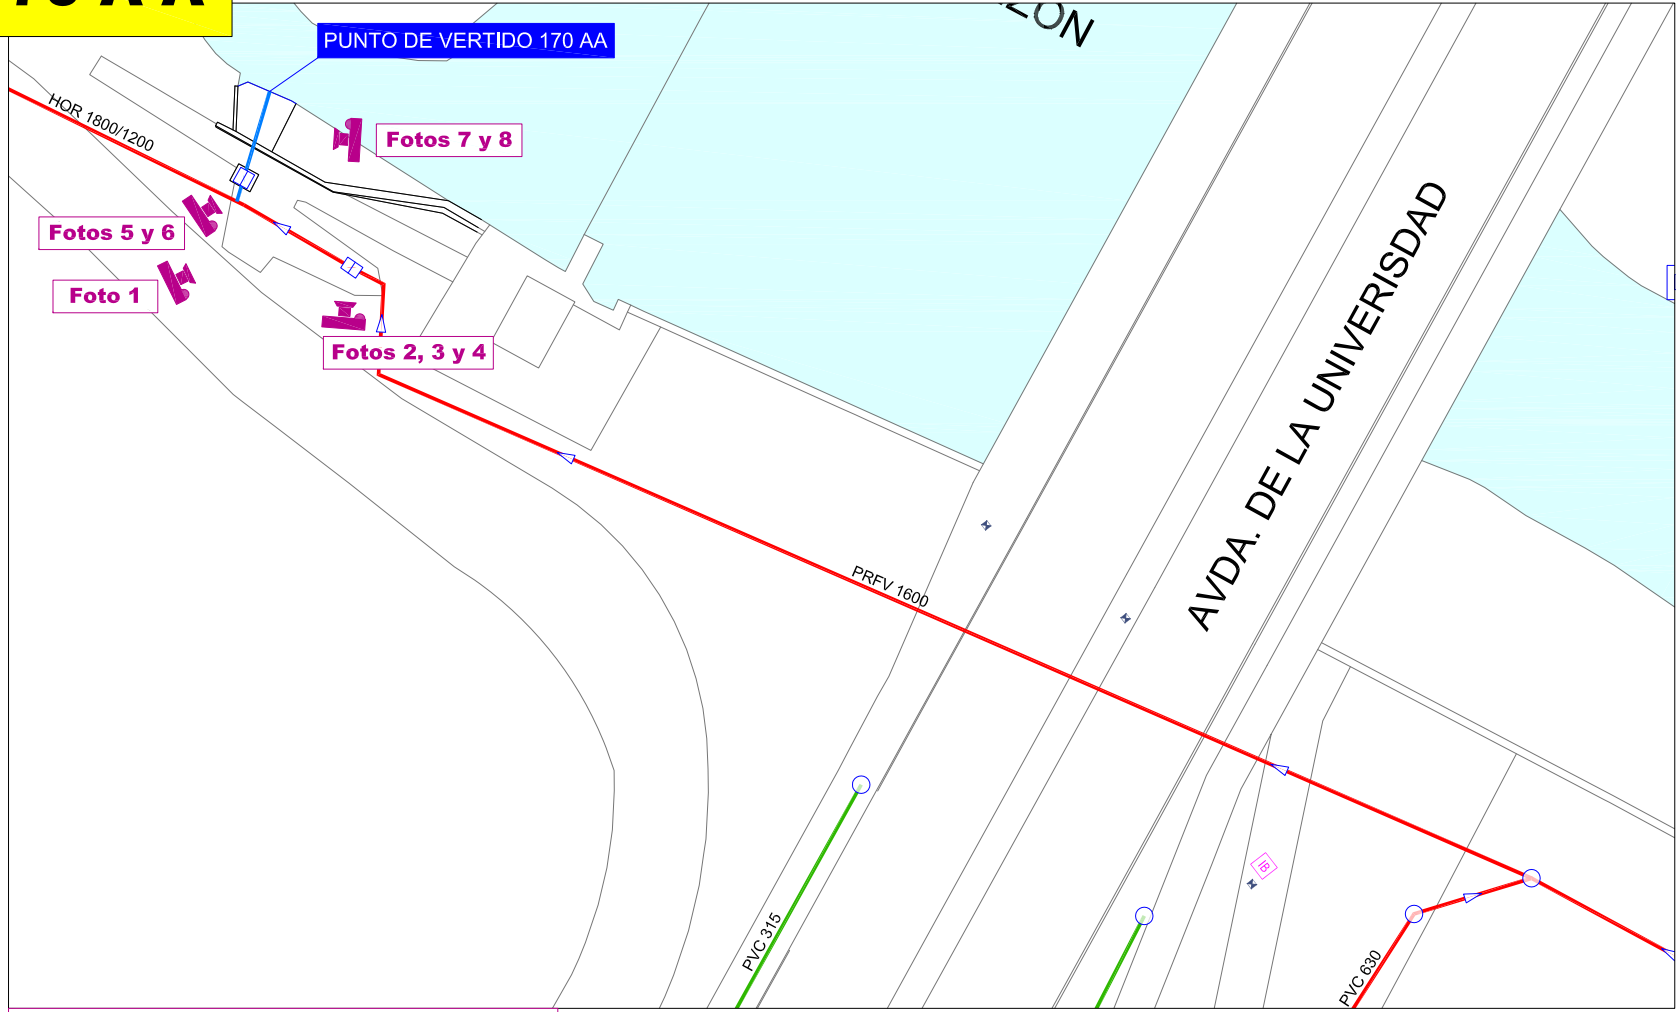 PUNTO DE VERTIDO 170 AA
HOR 1800/1200
Fotos 7 y 8
Fotos 5 y 6
Foto 1
Fotos 2, 3 y 4
AVDA. DE LA UNIVERISDAD
PRFV 1600
IB
PVC 315
PVC 630